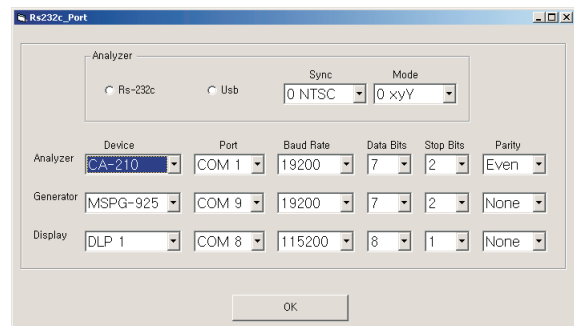 Rs232c_Port
Analyzer
Sync Mode
Rs-232c Usb 0 NTSC 0 xyY
Device Port Baud Rate Data Bits Stop Bits Parity
Analyzer CA-210 COM 1 19200 7 2 Even
Generator MSPG-925 COM 9 19200 7 2 None
Display DLP 1 COM 8 115200 8 1 None
OK